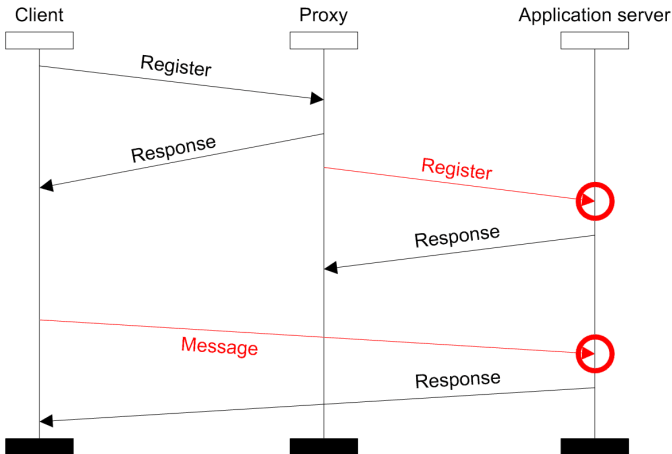 Client
Proxy
Application server
Register
Response
Register
Response
Message
Response